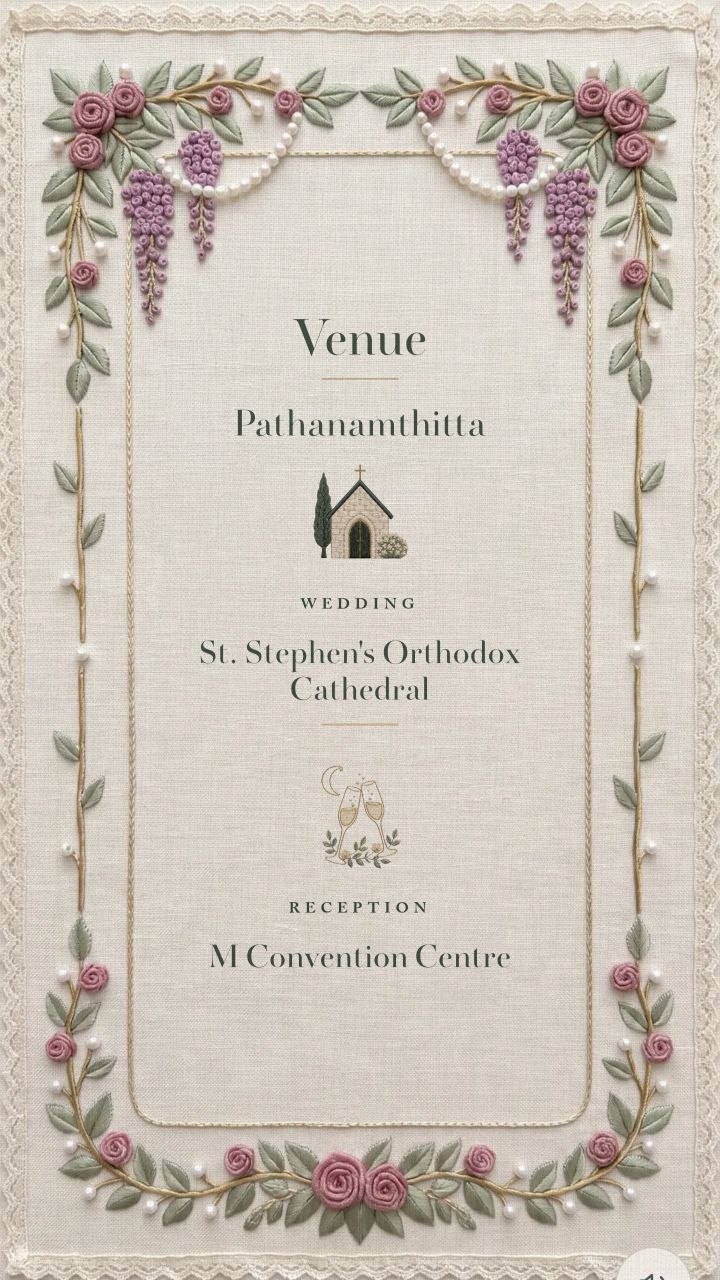 Venue
Pathanamthitta
WEDDING
St. Stephen's Orthodox
Cathedral
RECEPTION
M Convention Centre